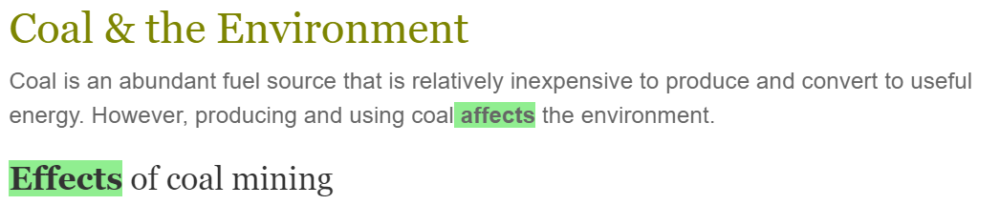 Coal & the Environment
Coal is an abundant fuel source that is relatively inexpensive to produce and convert to useful
energy. However, producing and using coal affects the environment.
Effects of coal mining